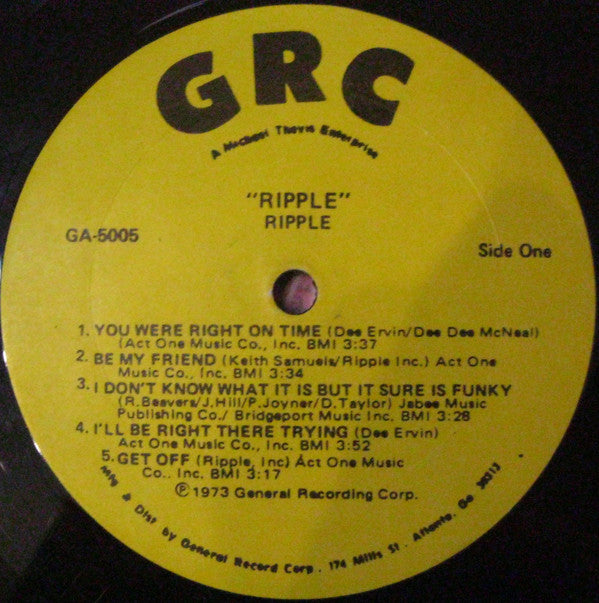 GRC
A Michael Thevis Enterprise
"RIPPLE"
RIPPLE
GA-5005
Side One
1. YOU WERE RIGHT ON TIME (Dee Ervin/Dee Dee McNeal)
(Act One Music Co., Inc. BMI 3:37
2. BE MY FRIEND (Keith Samuels/Ripple Inc.) Act One
Music Co., Inc. BMI 3:34
3. I DON'T KNOW WHAT IT IS BUT IT SURE IS FUNKY
(R.Beavers/J.Hill/P.Joyner/D.Taylor) Jabee Music
Publishing Co./ Bridgeport Music Inc. BMI 3:28
4. I'LL BE RIGHT THERE TRYING (Dee Ervin)
Act One Music Co., Inc. BMI 3:52
5. GET OFF (Ripple, Inc) Act One Music
Co., Inc. BMI 3:17
℗ 1973 General Recording Corp.
Mfg & Dist by General Record Corp. 174 Mills St. Atlanta, Ga 30313